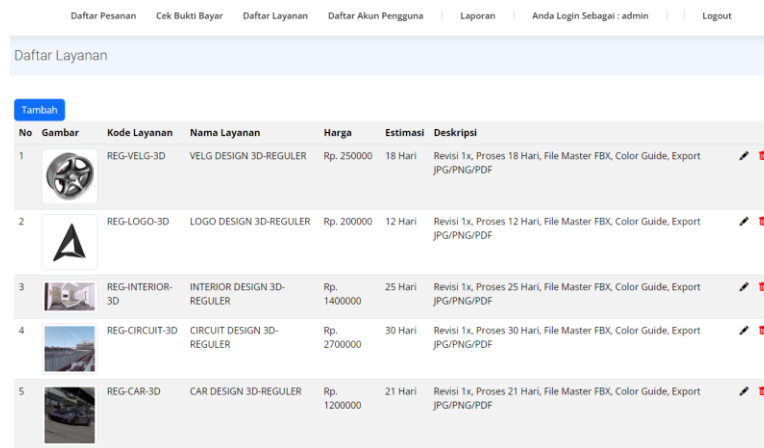 Daftar Pesanan Cek Bukti Bayar Daftar Layanan Daftar Akun Pengguna Laporan Anda Login Sebagai : admin Logout
Daftar Layanan
Tambah
No Gambar Kode Layanan Nama Layanan Harga Estimasi Deskripsi
1 REG-VELG-3D VELG DESIGN 3D-REGULER Rp. 250000 18 Hari Revisi 1x, Proses 18 Hari, File Master FBX, Color Guide, Export
JPG/PNG/PDF
2 REG-LOGO-3D LOGO DESIGN 3D-REGULER Rp. 200000 12 Hari Revisi 1x, Proses 12 Hari, File Master FBX, Color Guide, Export
JPG/PNG/PDF
3 REG-INTERIOR- INTERIOR DESIGN 3D- Rp. 25 Hari Revisi 1x, Proses 25 Hari, File Master FBX, Color Guide, Export
3D REGULER 1400000 JPG/PNG/PDF
4 REG-CIRCUIT-3D CIRCUIT DESIGN 3D- Rp. 30 Hari Revisi 1x, Proses 30 Hari, File Master FBX, Color Guide, Export
REGULER 2700000 JPG/PNG/PDF
5 REG-CAR-3D CAR DESIGN 3D-REGULER Rp. 21 Hari Revisi 1x, Proses 21 Hari, File Master FBX, Color Guide, Export
1200000 JPG/PNG/PDF